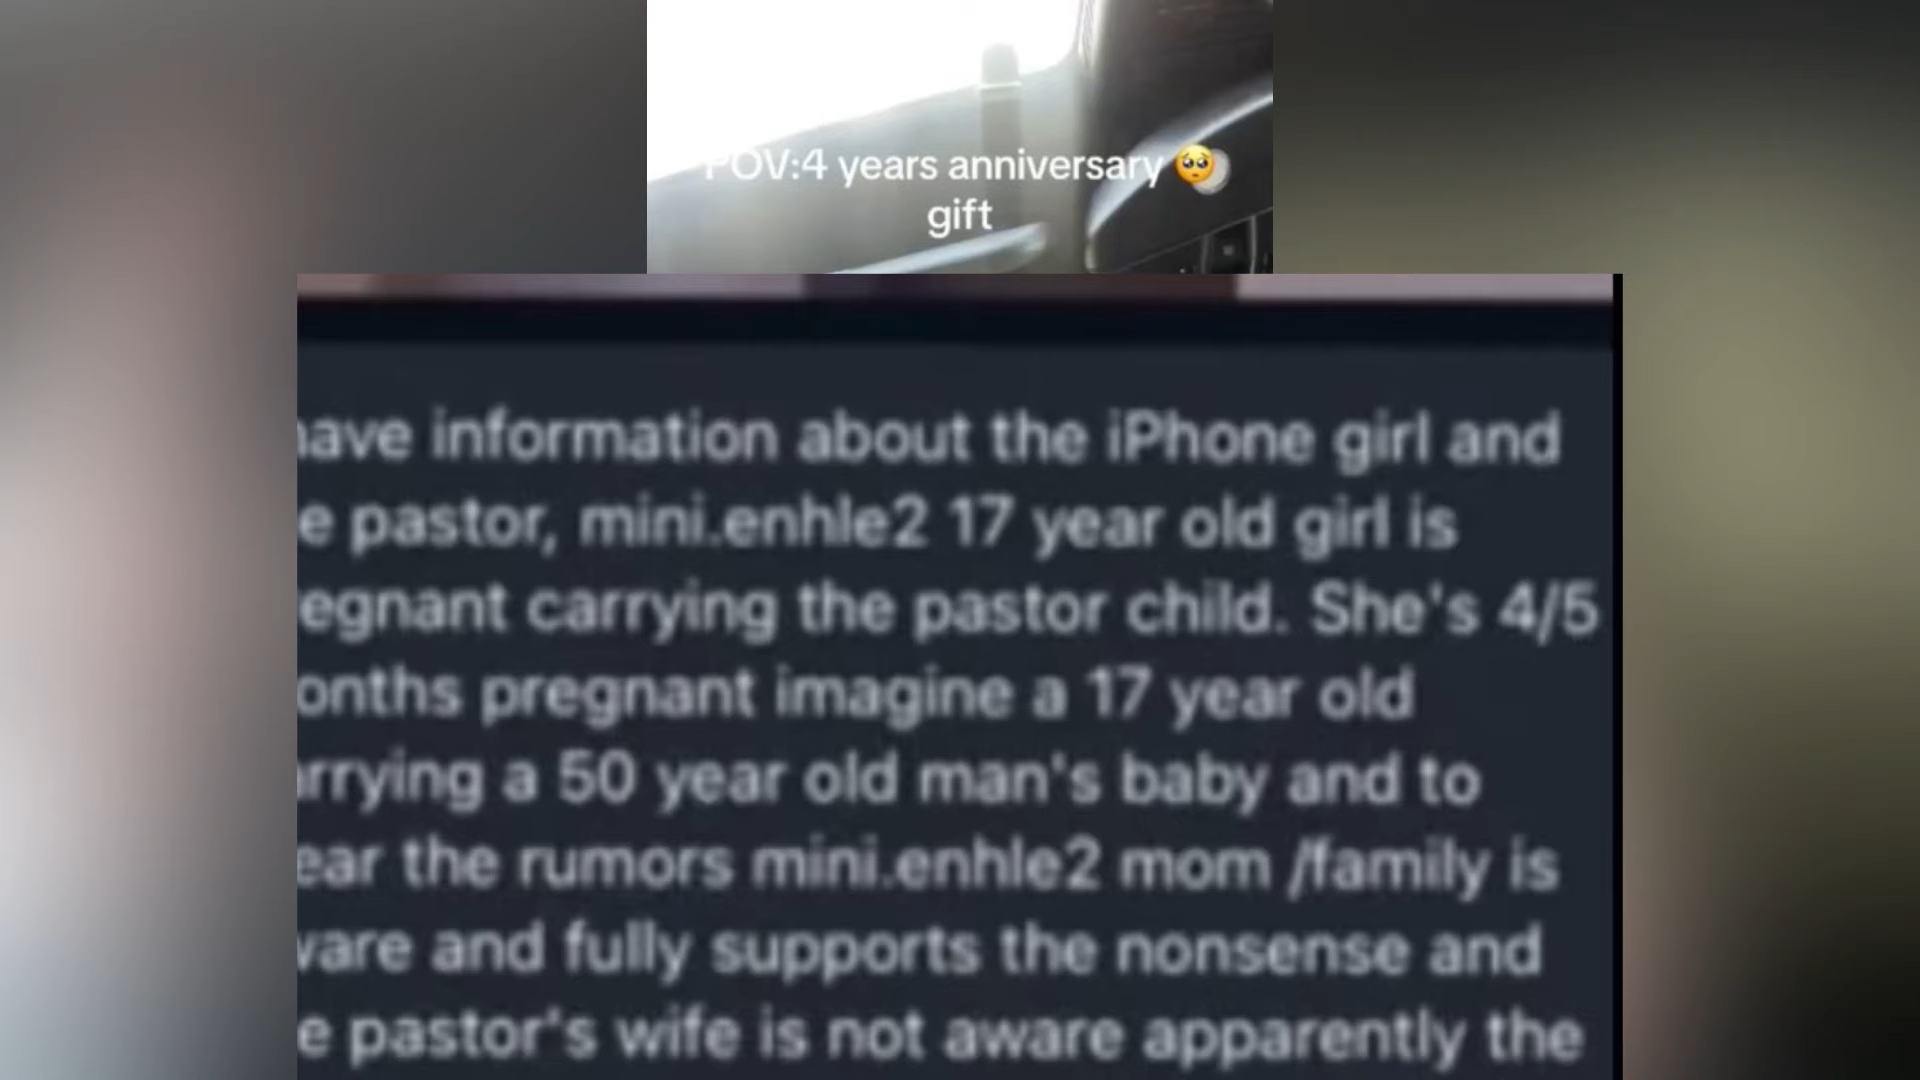 POV:4 years anniversary 🥺
gift
have information about the iPhone girl and
e pastor, mini.enhle2 17 year old girl is
egnant carrying the pastor child. She's 4/5
onths pregnant imagine a 17 year old
arrying a 50 year old man's baby and to
ear the rumors mini.enhle2 mom /family is
ware and fully supports the nonsense and
e pastor's wife is not aware apparently the